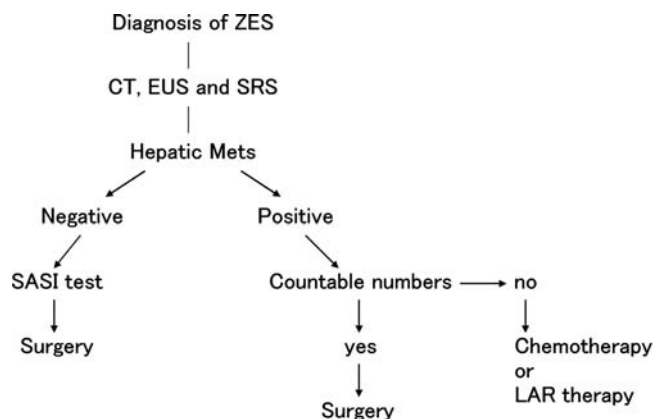 Diagnosis of ZES
CT, EUS and SRS
Hepatic Mets
Negative
Positive
SASI test
Countable numbers
no
Surgery
yes
Chemotherapy
or
LAR therapy
Surgery